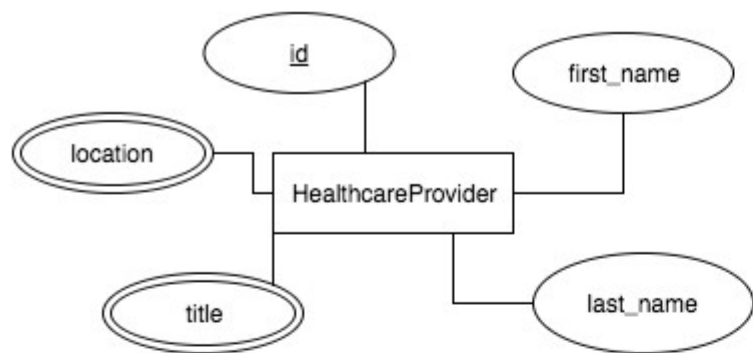 id
first_name
location
HealthcareProvider
title
last_name